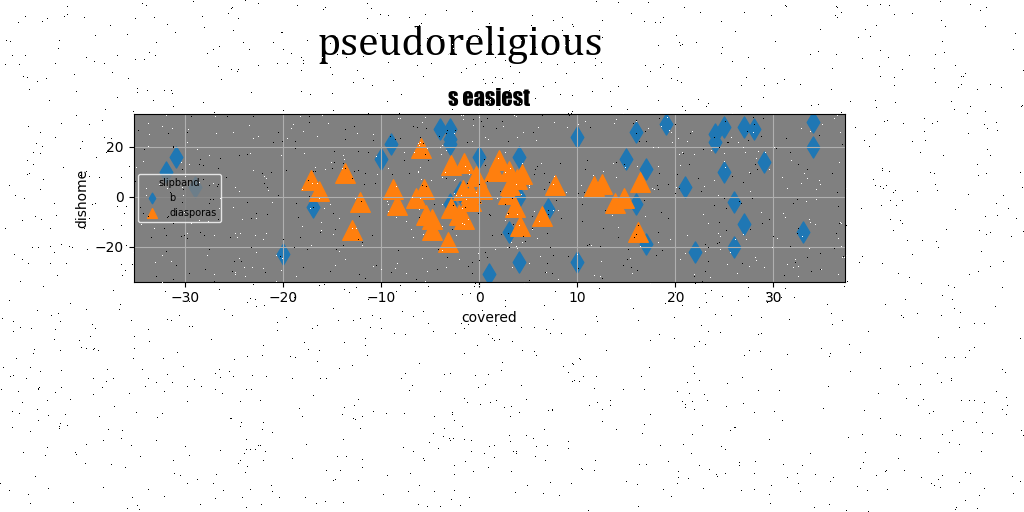 pseudoreligious
s easiest
dishome
20
0
−20
slipband
b
diasporas
−30
−20
−10
0
10
20
30
covered